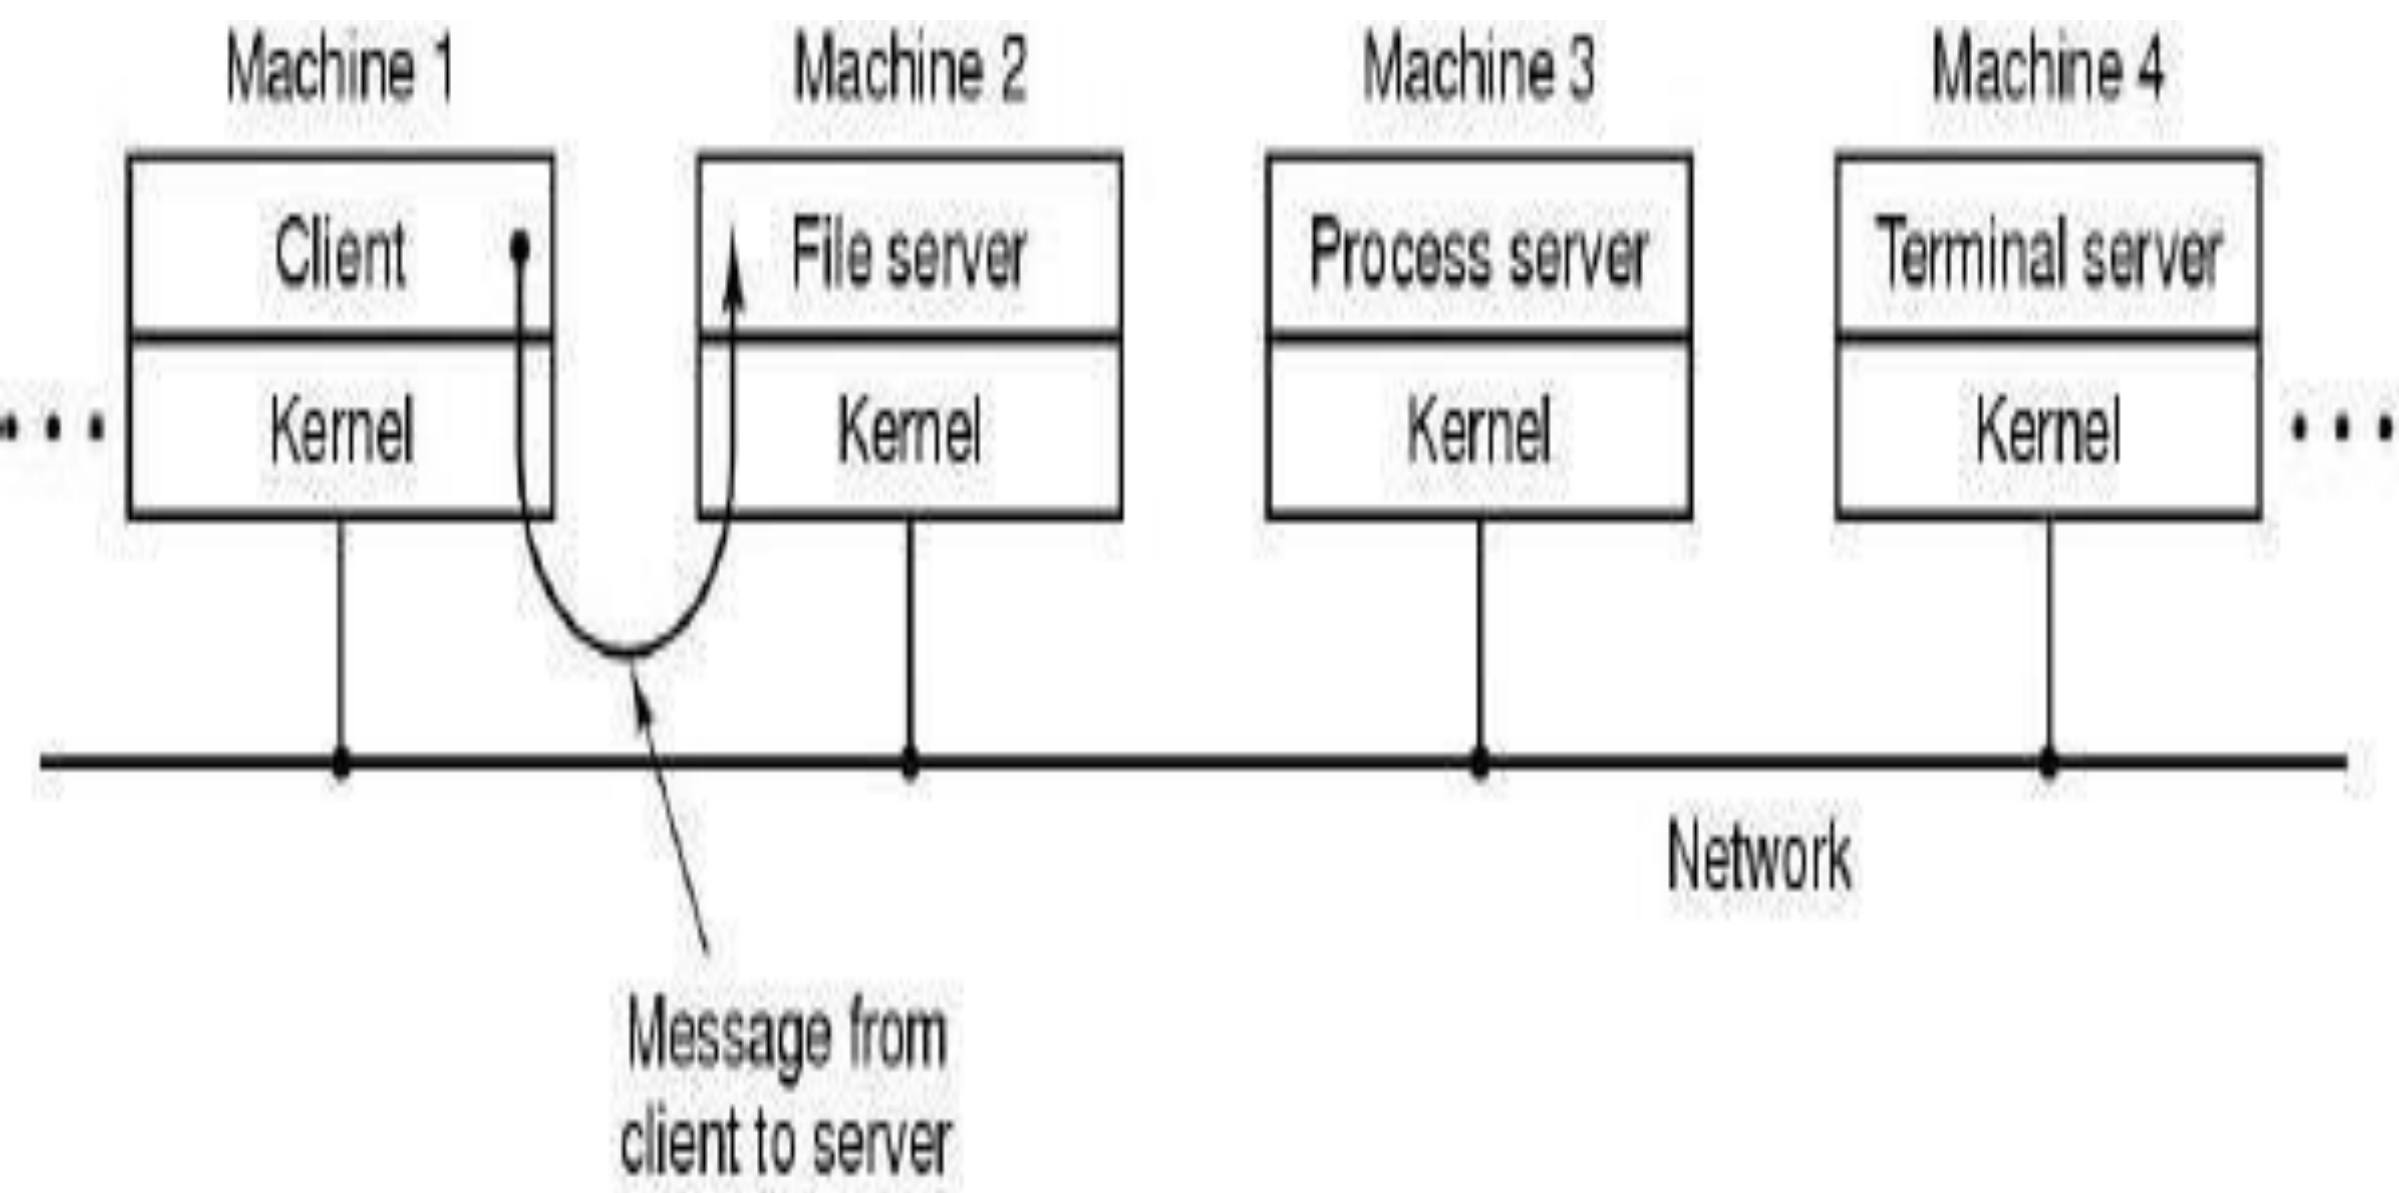 Machine 1
Machine 2
Machine 3
Machine 4
Client
File server
Process server
Terminal server
Kernel
Kernel
Kernel
Kernel
Network
Message from
client to server